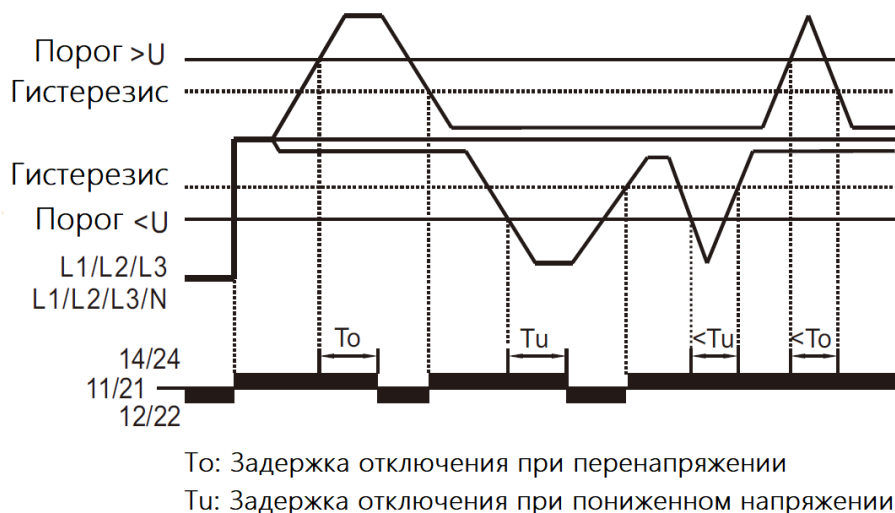 Порог >U
Гистерезис
Гистерезис
Порог <U
L1/L2/L3
L1/L2/L3/N
To
Tu
<Tu
<To
14/24
11/21
12/22
To: Задержка отключения при перенапряжении
Tu: Задержка отключения при пониженном напряжении